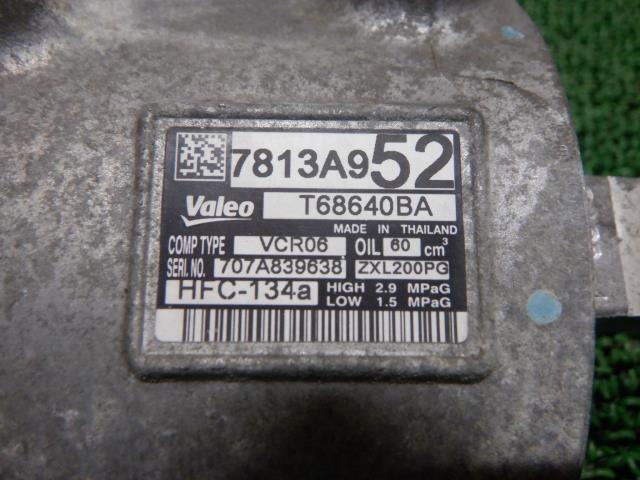 7813A952
Valeo T68640BA
MADE IN THAILAND
COMP TYPE VCR06 OIL 60 cm³
SERI. NO. 707A839638 ZXL200PG
HFC-134a HIGH 2.9 MPaG
LOW 1.5 MPaG